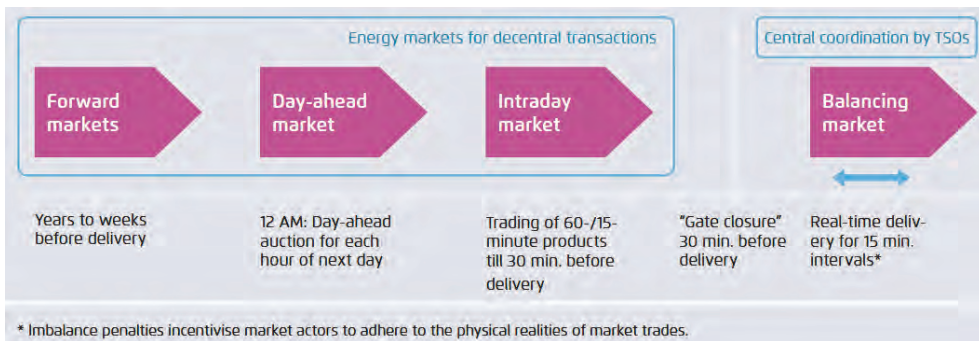 Energy markets for decentral transactions
Central coordination by TSOs
Forward
markets
Day-ahead
market
Intraday
market
Balancing
market
Years to weeks
before delivery
12 AM: Day-ahead
auction for each
hour of next day
Trading of 60-/15-
minute products
till 30 min. before
delivery
"Gate closure"
30 min. before
delivery
Real-time deliv-
ery for 15 min.
intervals*
* Imbalance penalties incentivise market actors to adhere to the physical realities of market trades.